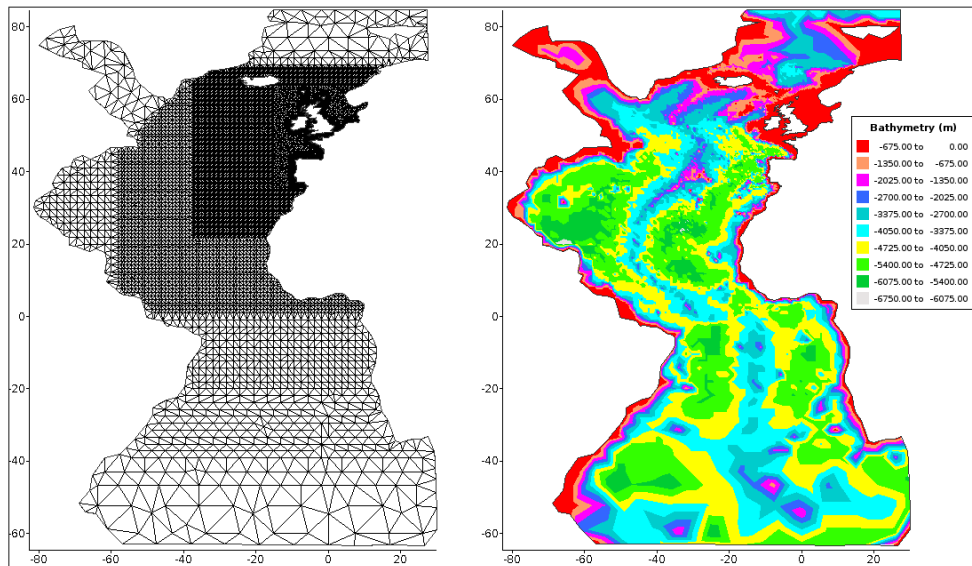 80
60
40
20
0
-20
-40
-60
-80 -60 -40 -20 0 20
80
60
40
20
0
-20
-40
-60
-80 -60 -40 -20 0 20
Bathymetry (m)
-675.00 to 0.00
-1350.00 to -675.00
-2025.00 to -1350.00
-2700.00 to -2025.00
-3375.00 to -2700.00
-4050.00 to -3375.00
-4725.00 to -4050.00
-5400.00 to -4725.00
-6075.00 to -5400.00
-6750.00 to -6075.00